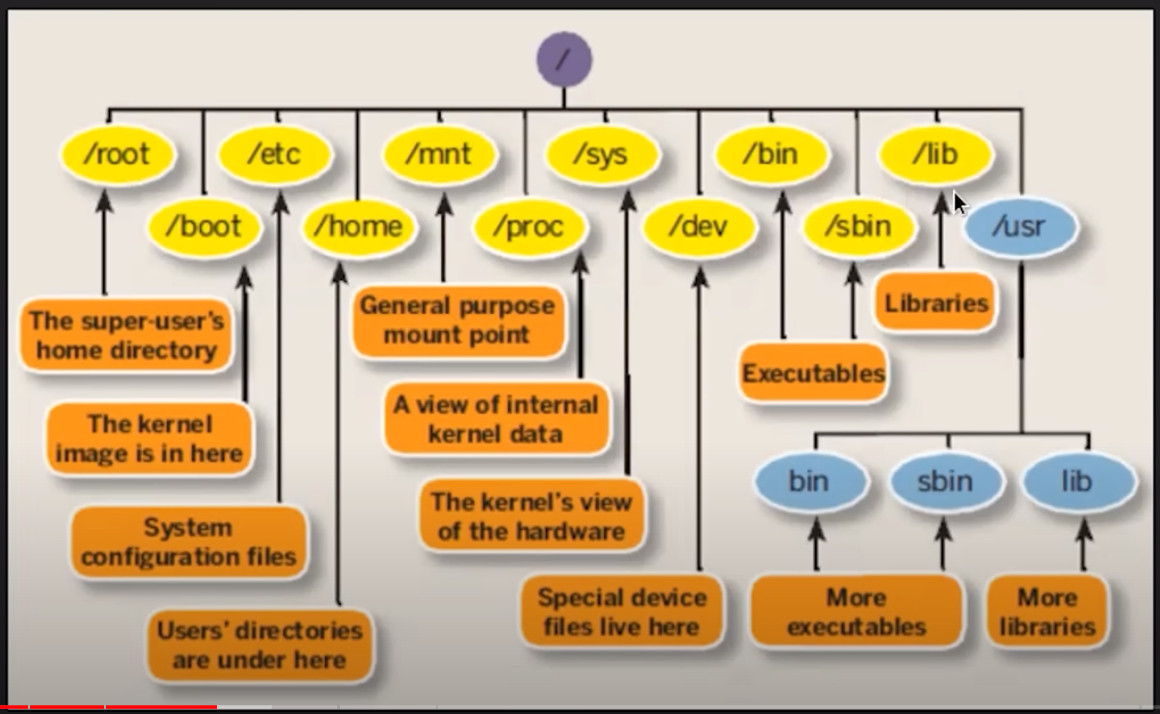 /
/root
/etc
/mnt
/sys
/bin
/lib
/boot
/home
/proc
/dev
/sbin
/usr
The super-user's
home directory
General purpose
mount point
Libraries
Executables
The kernel
image is in here
A view of internal
kernel data
System
configuration files
The kernel's view
of the hardware
bin
sbin
lib
Users' directories
are under here
Special device
files live here
More
executables
More
libraries